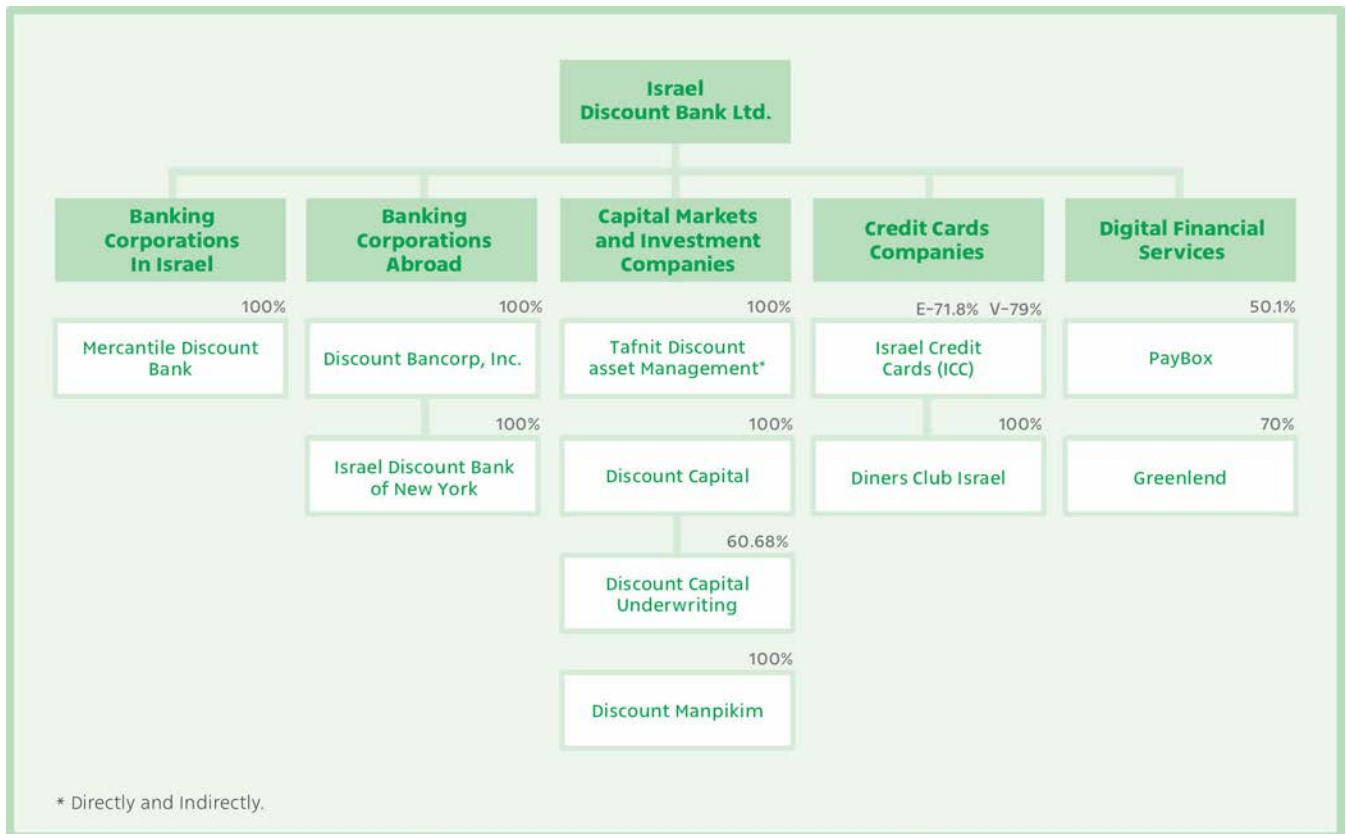 Israel
Discount Bank Ltd.
Banking
Corporations
In Israel
Banking
Corporations
Abroad
Capital Markets
and Investment
Companies
Credit Cards
Companies
Digital Financial
Services
100%
Mercantile Discount
Bank
100%
Discount Bancorp, Inc.
100%
Israel Discount Bank
of New York
100%
Tafnit Discount
asset Management*
100%
Discount Capital
60.68%
Discount Capital
Underwriting
100%
Discount Manpikim
E-71.8% V-79%
Israel Credit
Cards (ICC)
100%
Diners Club Israel
50.1%
PayBox
70%
Greenlend
* Directly and Indirectly.